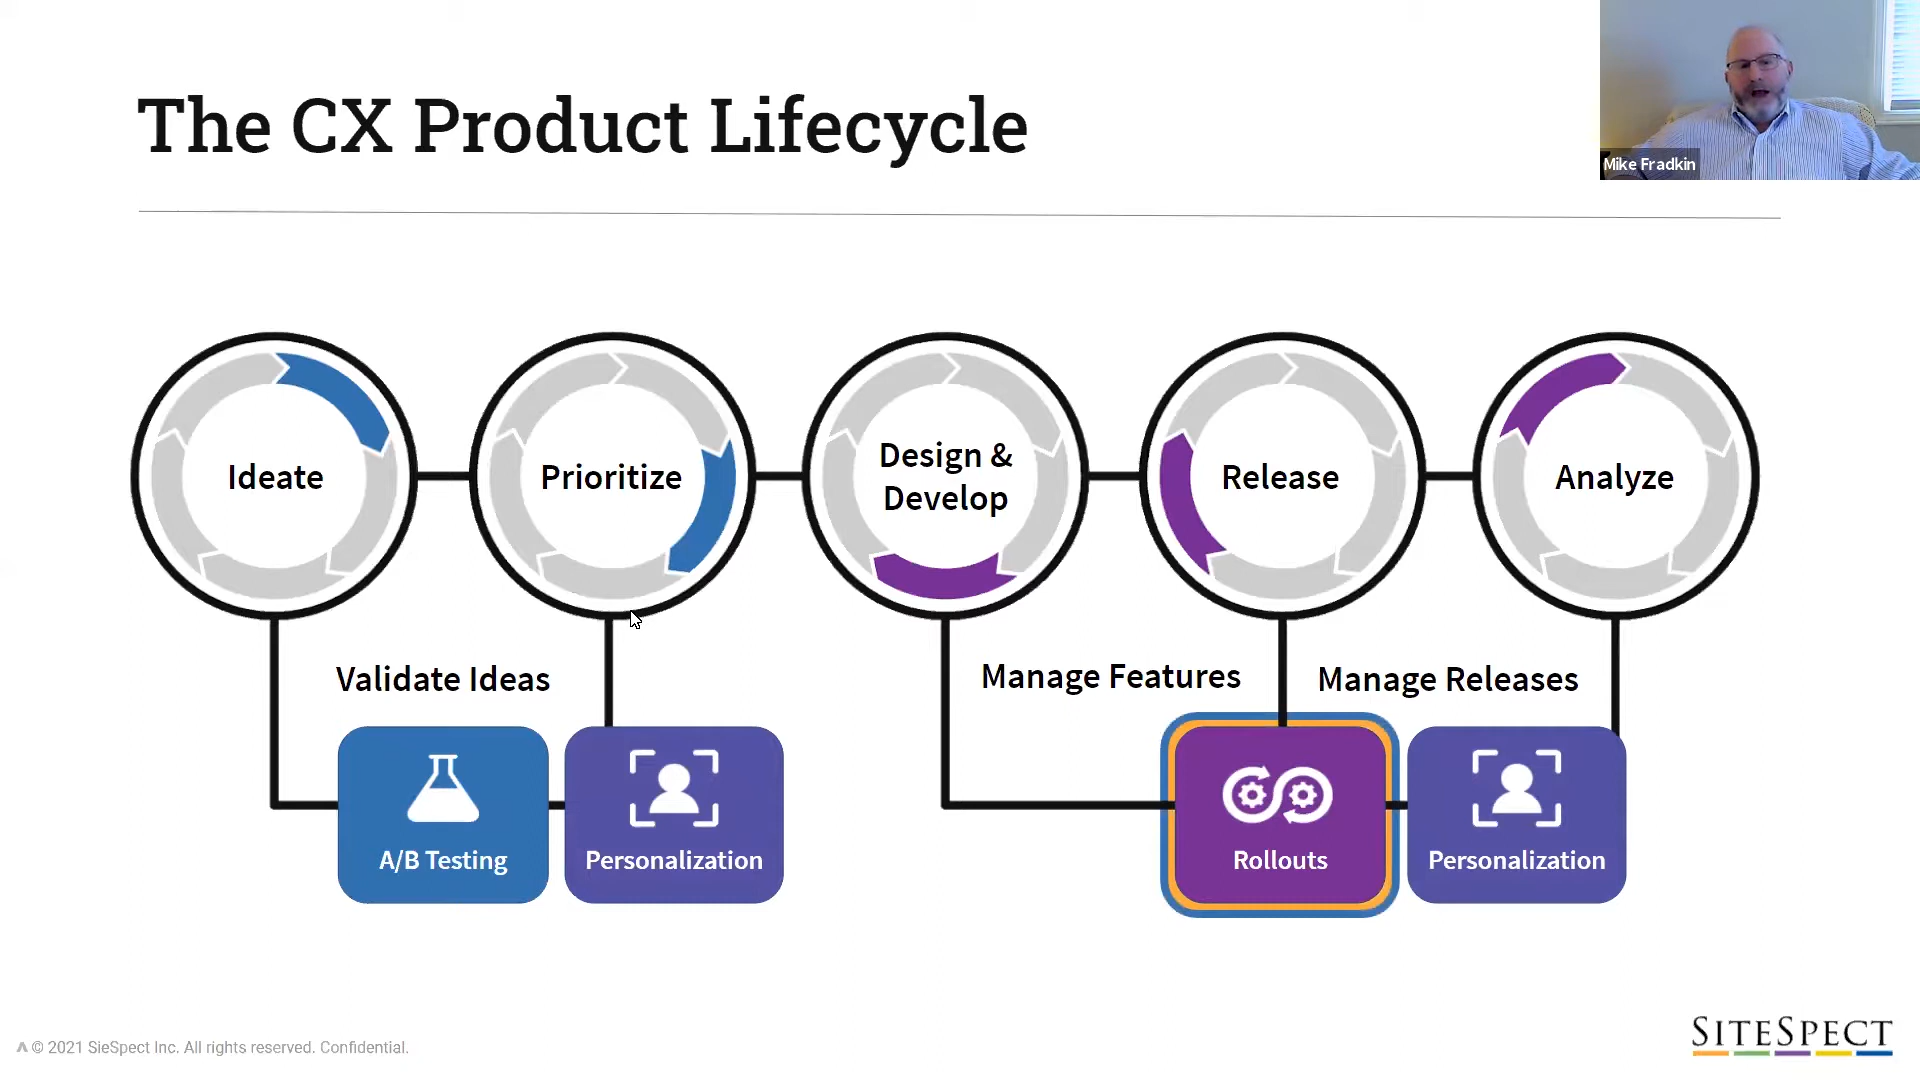 The CX Product Lifecycle
Mike Fradkin
Ideate
Prioritize
Design &
Develop
Release
Analyze
Validate Ideas
Manage Features
Manage Releases
A/B Testing
Personalization
Rollouts
Personalization
© 2021 SieSpect Inc. All rights reserved. Confidential.
SITESPECT